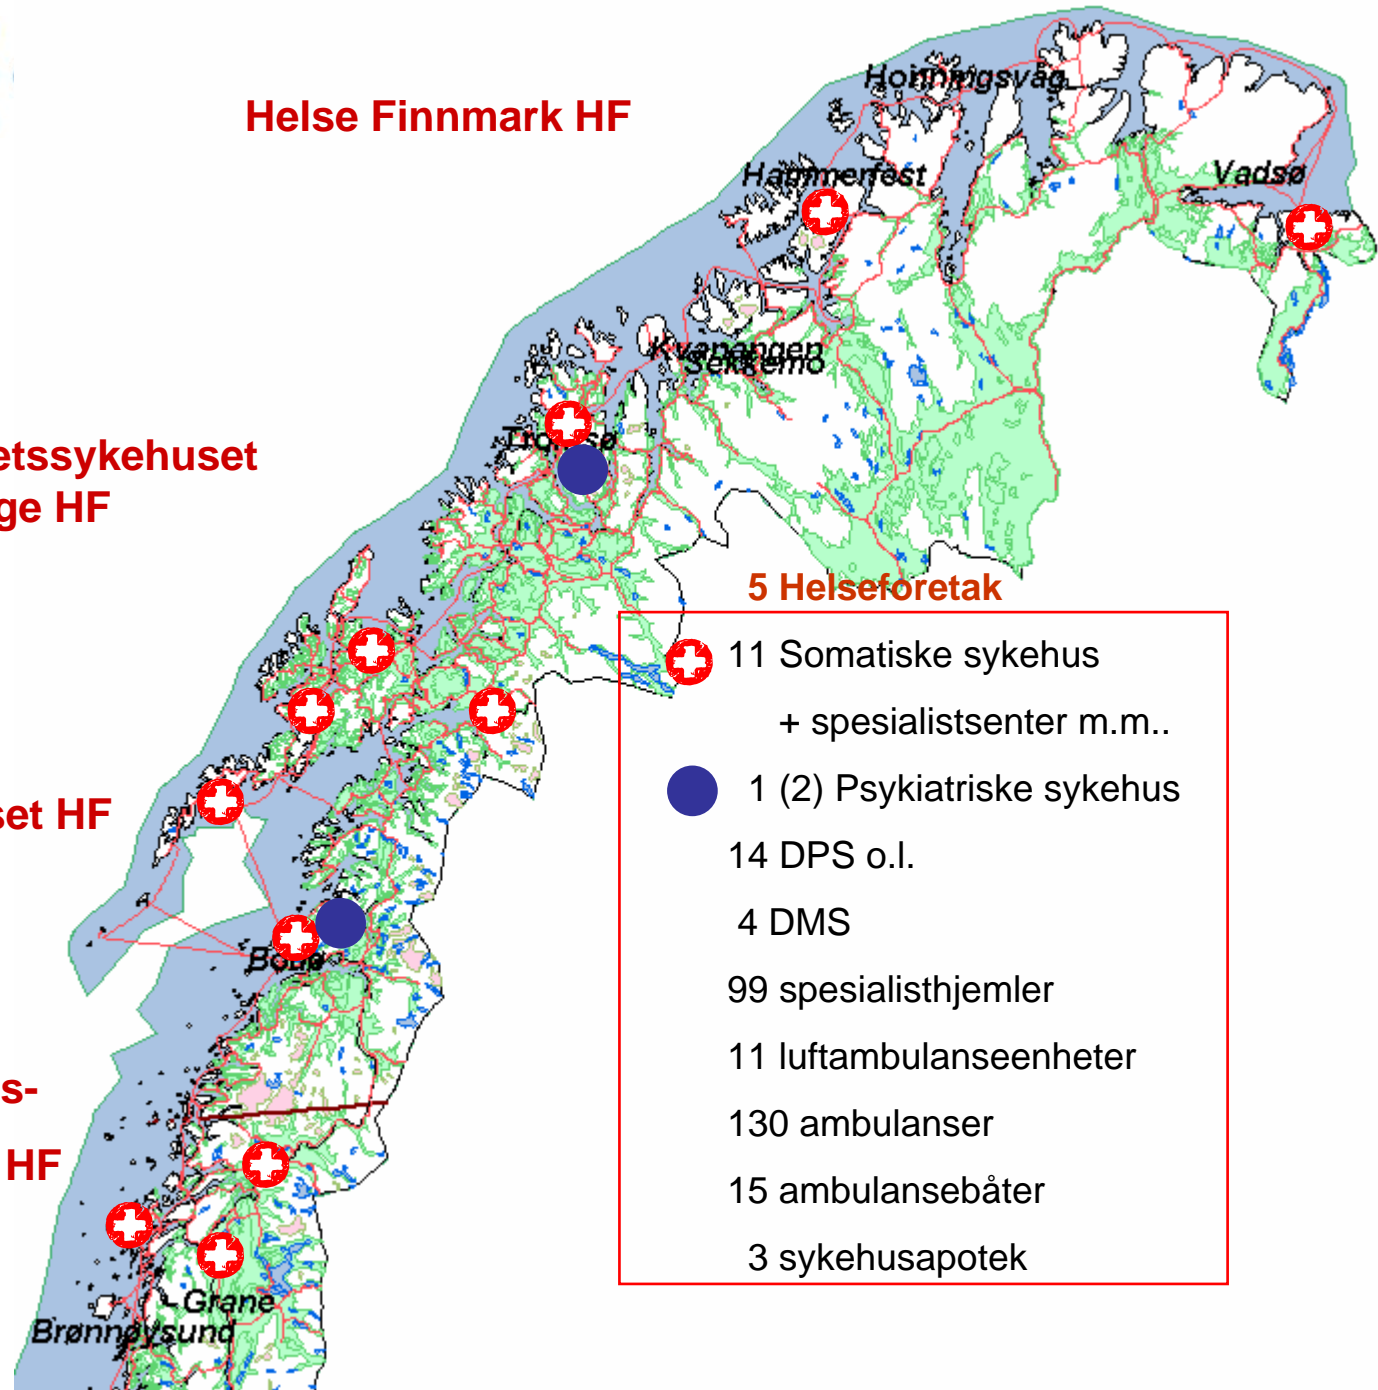 Helse Finnmark HF
Honningsvåg
Hammerfest
Vadsø
Kvænangen
Sekkemo
Tromsø
etssykehuset
ge HF
5 Helseforetak
11 Somatiske sykehus
+ spesialistsenter m.m..
1 (2) Psykiatriske sykehus
14 DPS o.l.
4 DMS
99 spesialisthjemler
11 luftambulanseenheter
130 ambulanser
15 ambulansebåter
3 sykehusapotek
set HF
Bodø
s-
HF
Grane
Brønnøysund